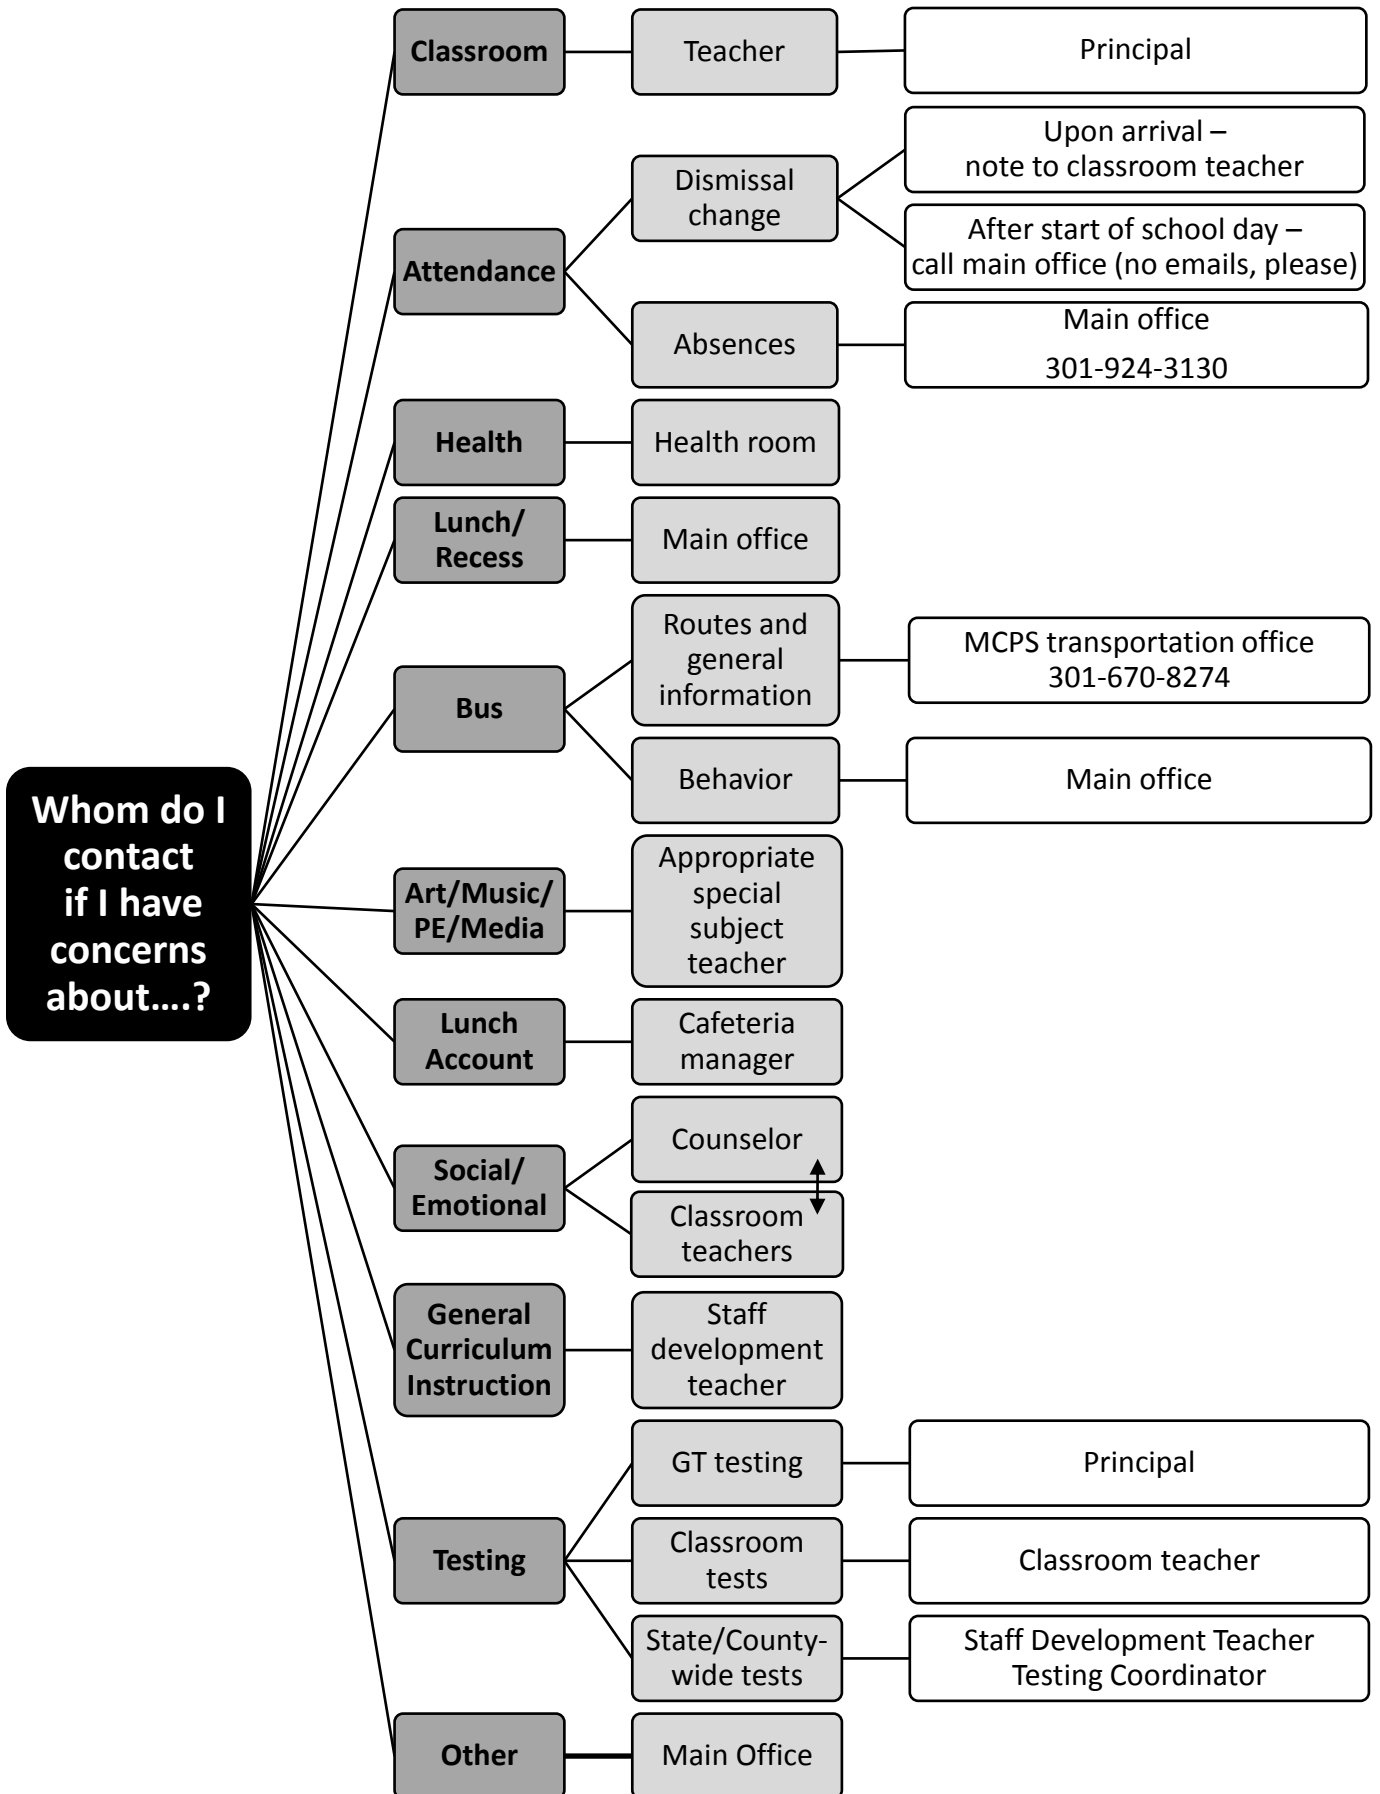 Whom do I
contact
if I have
concerns
about....?
Classroom
Teacher
Principal
Attendance
Dismissal
change
Upon arrival –
note to classroom teacher
After start of school day –
call main office (no emails, please)
Absences
Main office
301-924-3130
Health
Health room
Lunch/
Recess
Main office
Bus
Routes and
general
information
MCPS transportation office
301-670-8274
Behavior
Main office
Art/Music/
PE/Media
Appropriate
special
subject
teacher
Lunch
Account
Cafeteria
manager
Social/
Emotional
Counselor
Classroom
teachers
General
Curriculum
Instruction
Staff
development
teacher
Testing
GT testing
Principal
Classroom
tests
Classroom teacher
State/County-
wide tests
Staff Development Teacher
Testing Coordinator
Other
Main Office